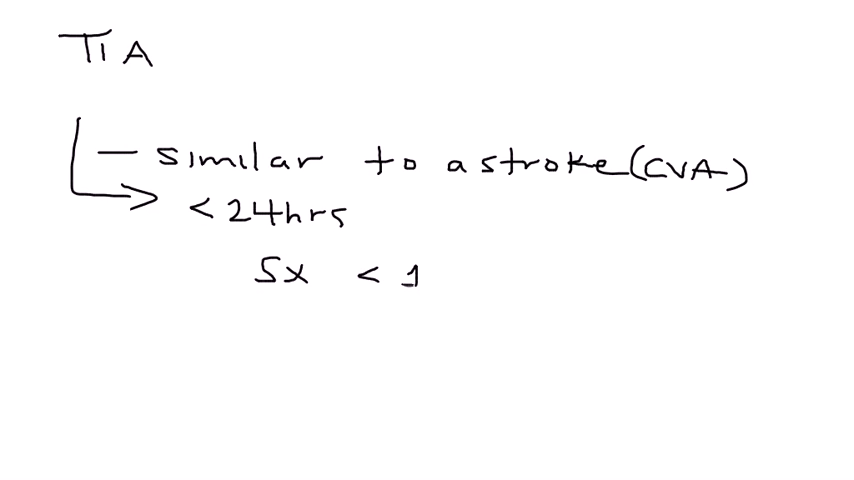 TIA
- similar to a stroke (CVA)
< 24hrs
Sx < 1